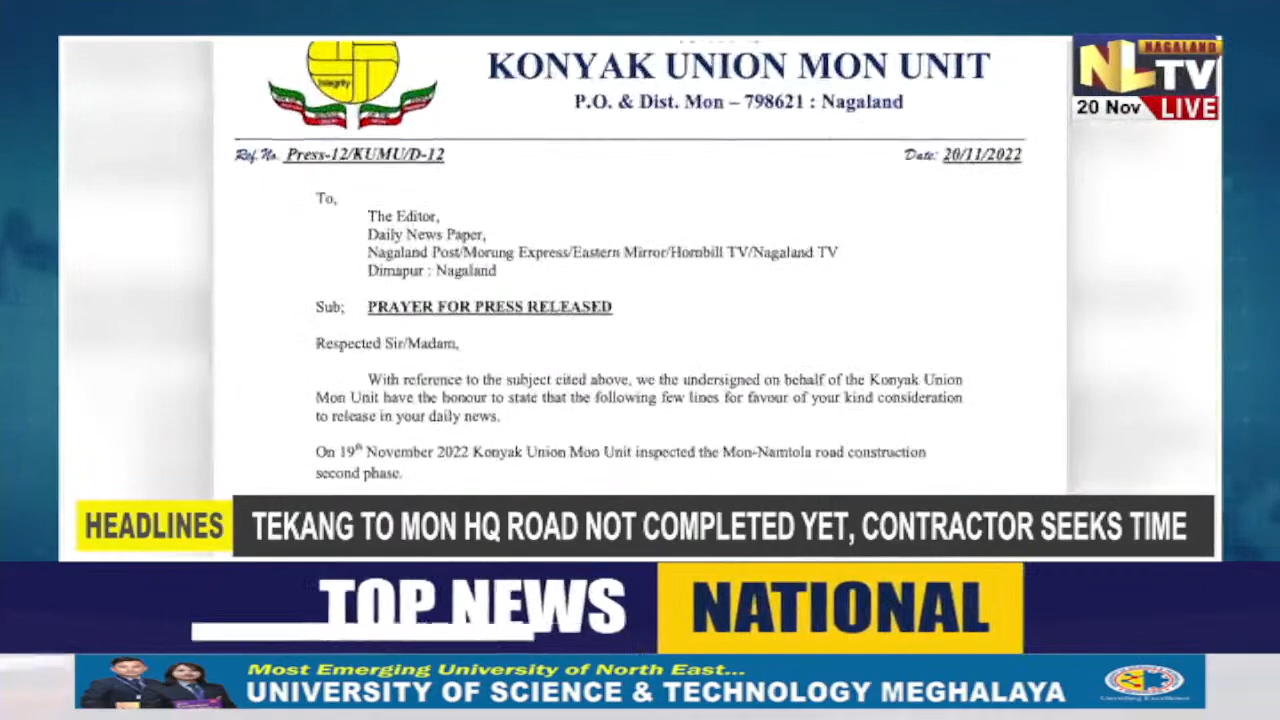 KONYAK UNION MON UNIT
P.O. & Dist. Mon – 798621 : Nagaland
Integrity
NAGALAND
NL TV
20 Nov LIVE
Ref. No. Press-12/KUMU/D-12
Date: 20/11/2022
To,
The Editor,
Daily News Paper,
Nagaland Post/Morung Express/Eastern Mirror/Hornbill TV/Nagaland TV
Dimapur : Nagaland
Sub; PRAYER FOR PRESS RELEASED
Respected Sir/Madam,
With reference to the subject cited above, we the undersigned on behalf of the Konyak Union
Mon Unit have the honour to state that the following few lines for favour of your kind consideration
to release in your daily news.
On 19th November 2022 Konyak Union Mon Unit inspected the Mon-Namtola road construction
second phase.
HEADLINES TEKANG TO MON HQ ROAD NOT COMPLETED YET, CONTRACTOR SEEKS TIME
TOP NEWS NATIONAL
Most Emerging University of North East...
UNIVERSITY OF SCIENCE & TECHNOLOGY MEGHALAYA